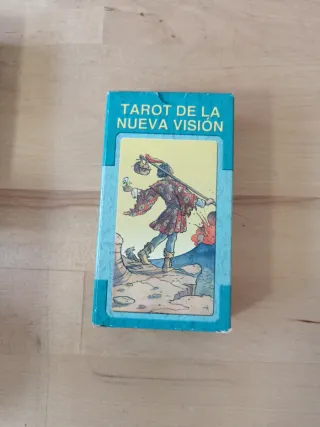 TAROT DE LA
NUEVA VISIÓN